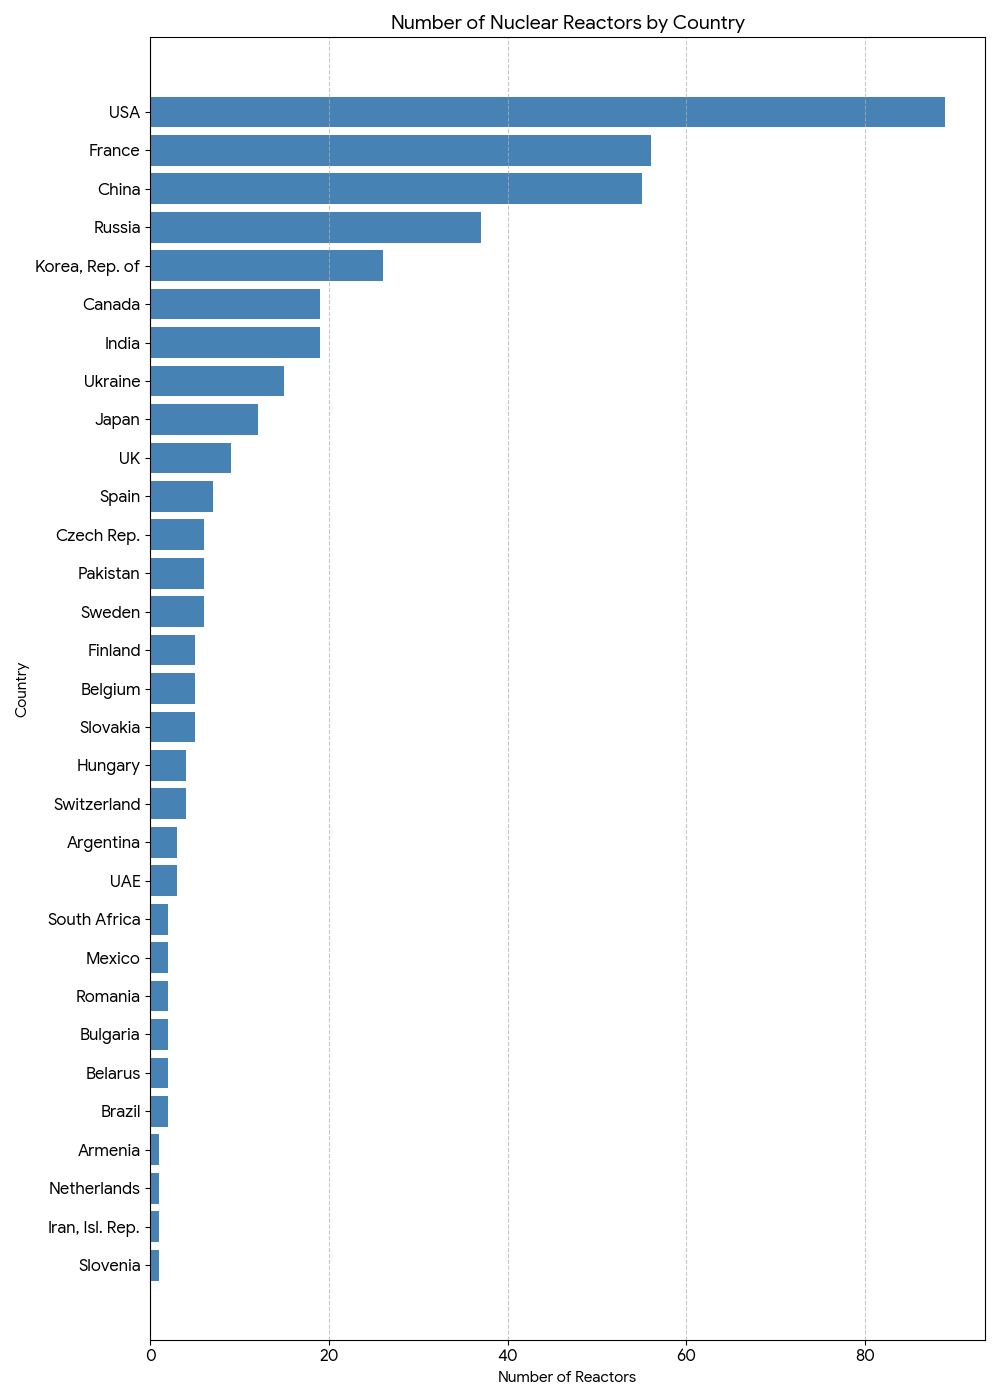 Number of Nuclear Reactors by Country
USA
France
China
Russia
Korea, Rep. of
Canada
India
Ukraine
Japan
UK
Spain
Czech Rep.
Pakistan
Sweden
Finland
Belgium
Slovakia
Hungary
Switzerland
Argentina
UAE
South Africa
Mexico
Romania
Bulgaria
Belarus
Brazil
Armenia
Netherlands
Iran, Isl. Rep.
Slovenia
Country
0 20 40 60 80
Number of Reactors